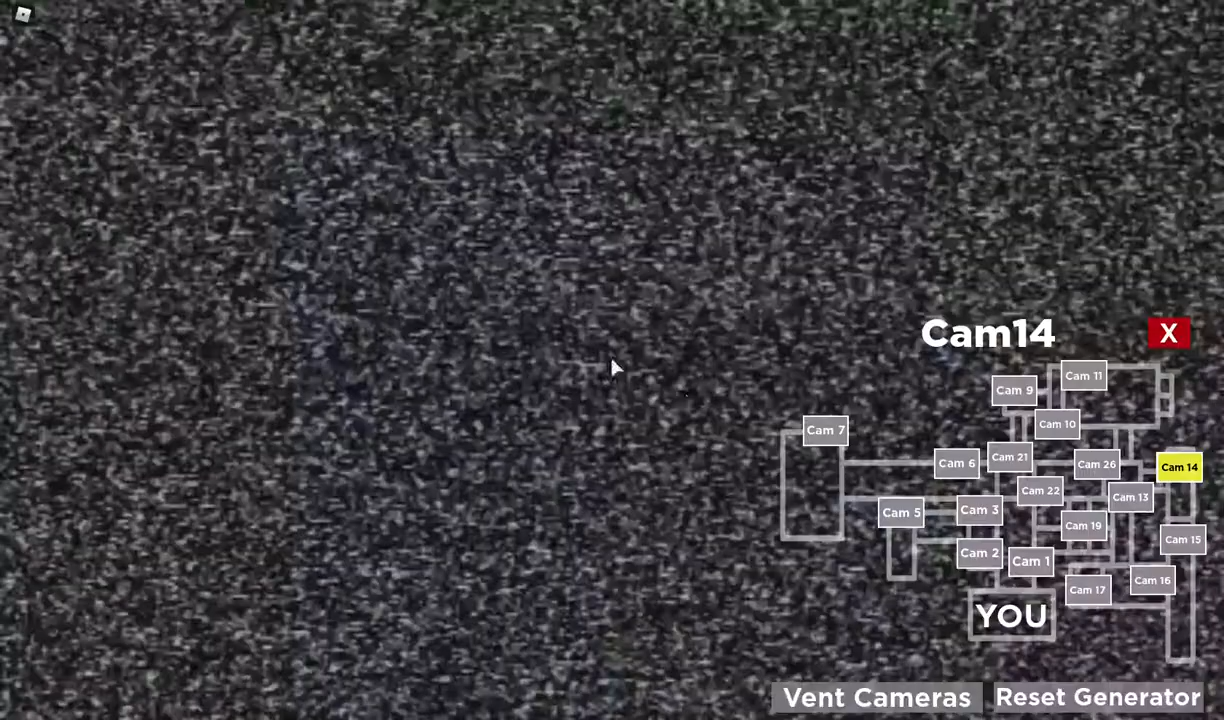 Cam14
X
Cam 11
Cam 9
Cam 10
Cam 7
Cam 21
Cam 6
Cam 26
Cam 14
Cam 22
Cam 13
Cam 3
Cam 5
Cam 19
Cam 15
Cam 2
Cam 1
Cam 16
Cam 17
YOU
Vent Cameras
Reset Generator